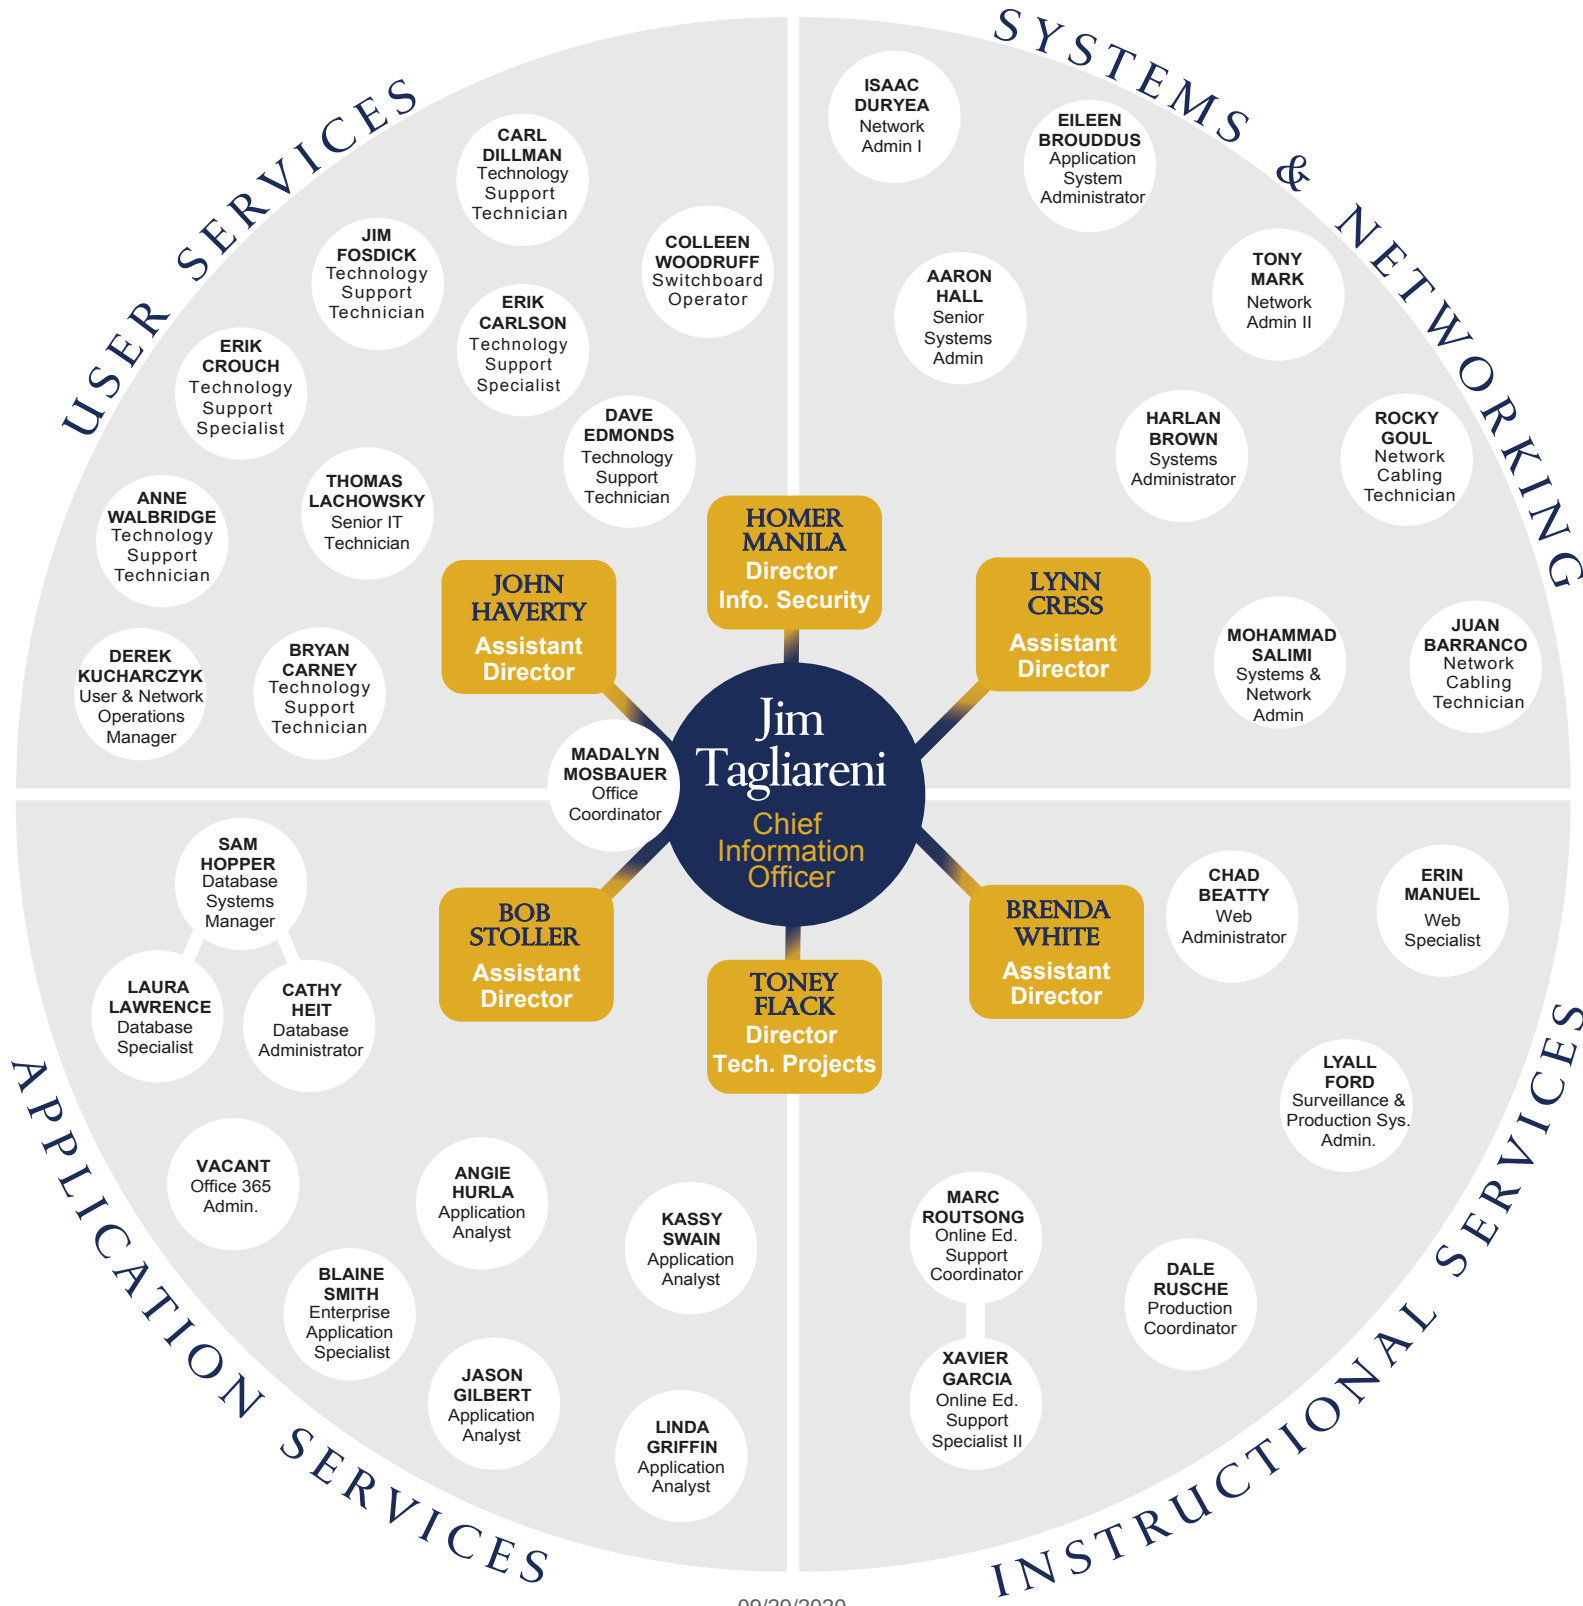 USER SERVICES
CARL
DILLMAN
Technology
Support
Technician
JIM
FOSDICK
Technology
Support
Technician
COLLEEN
WOODRUFF
Switchboard
Operator
ERIK
CARLSON
Technology
Support
Specialist
ERIK
CROUCH
Technology
Support
Specialist
DAVE
EDMONDS
Technology
Support
Technician
THOMAS
LACHOWSKY
Senior IT
Technician
ANNE
WALBRIDGE
Technology
Support
Technician
DEREK
KUCHARCZYK
User & Network
Operations
Manager
BRYAN
CARNEY
Technology
Support
Technician
SYSTEMS & NETWORKING
ISAAC
DURYEA
Network
Admin I
EILEEN
BROUDDUS
Application
System
Administrator
AARON
HALL
Senior
Systems
Admin
TONY
MARK
Network
Admin II
HARLAN
BROWN
Systems
Administrator
ROCKY
GOUL
Network
Cabling
Technician
MOHAMMAD
SALIMI
Systems &
Network
Admin
JUAN
BARRANCO
Network
Cabling
Technician
JOHN
HAVERTY
Assistant
Director
HOMER
MANILA
Director
Info. Security
LYNN
CRESS
Assistant
Director
MADALYN
MOSBAUER
Office
Coordinator
Jim
Tagliareni
Chief
Information
Officer
BOB
STOLLER
Assistant
Director
TONEY
FLACK
Director
Tech. Projects
BRENDA
WHITE
Assistant
Director
APPLICATION SERVICES
SAM
HOPPER
Database
Systems
Manager
LAURA
LAWRENCE
Database
Specialist
CATHY
HEIT
Database
Administrator
VACANT
Office 365
Admin.
ANGIE
HURLA
Application
Analyst
KASSY
SWAIN
Application
Analyst
BLAINE
SMITH
Enterprise
Application
Specialist
JASON
GILBERT
Application
Analyst
LINDA
GRIFFIN
Application
Analyst
INSTRUCTIONAL SERVICES
CHAD
BEATTY
Web
Administrator
ERIN
MANUEL
Web
Specialist
LYALL
FORD
Surveillance &
Production Sys.
Admin.
MARC
ROUTSONG
Online Ed.
Support
Coordinator
DALE
RUSCHE
Production
Coordinator
XAVIER
GARCIA
Online Ed.
Support
Specialist II